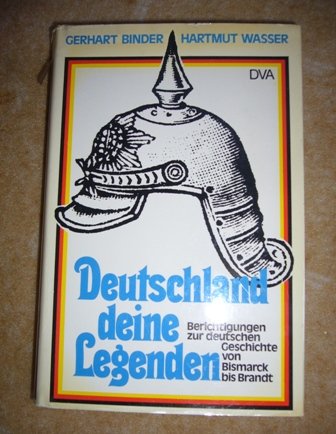 GERHART BINDER HARTMUT WASSER
DVA
Deutschland
deine
Legenden
Berichtigungen
zur deutschen
Geschichte
von
Bismarck
bis Brandt